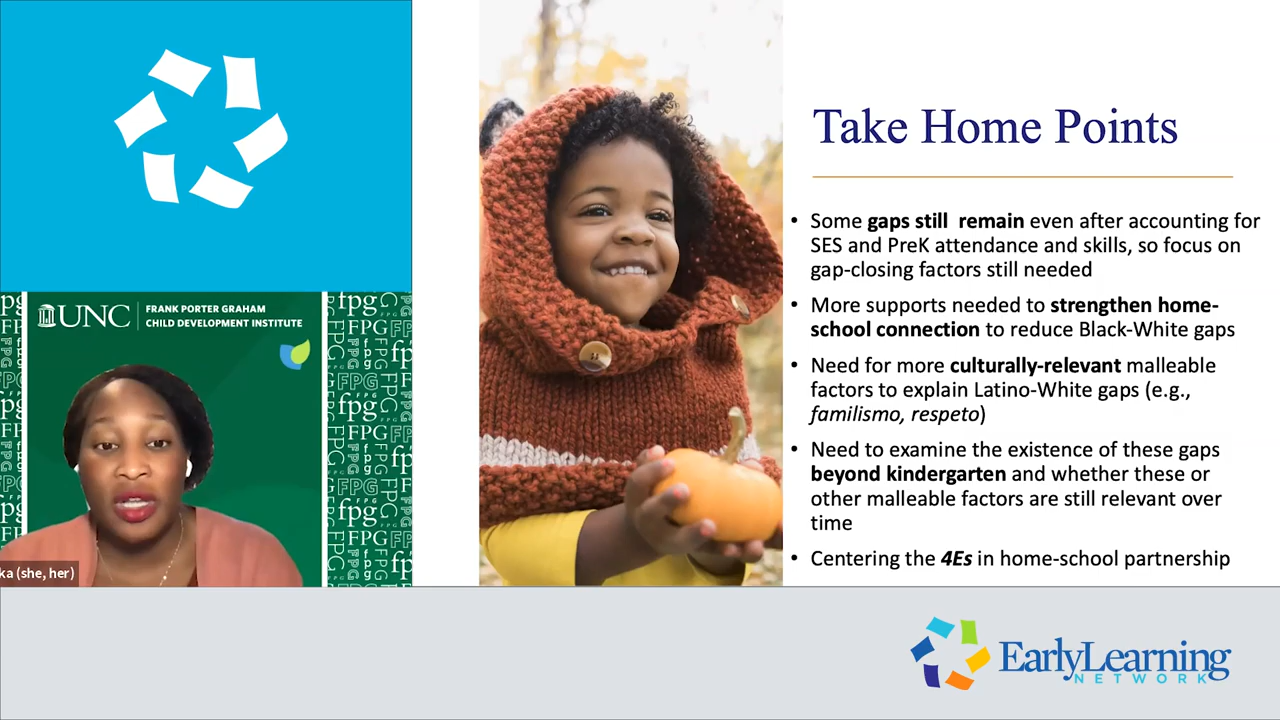 UNC
FRANK PORTER GRAHAM
CHILD DEVELOPMENT INSTITUTE
fpg
FPG
ka (she, her)
Take Home Points
• Some gaps still remain even after accounting for
SES and PreK attendance and skills, so focus on
gap-closing factors still needed
• More supports needed to strengthen home-
school connection to reduce Black-White gaps
• Need for more culturally-relevant malleable
factors to explain Latino-White gaps (e.g.,
familismo, respeto)
• Need to examine the existence of these gaps
beyond kindergarten and whether these or
other malleable factors are still relevant over
time
• Centering the 4Es in home-school partnership
EarlyLearning
NETWORK